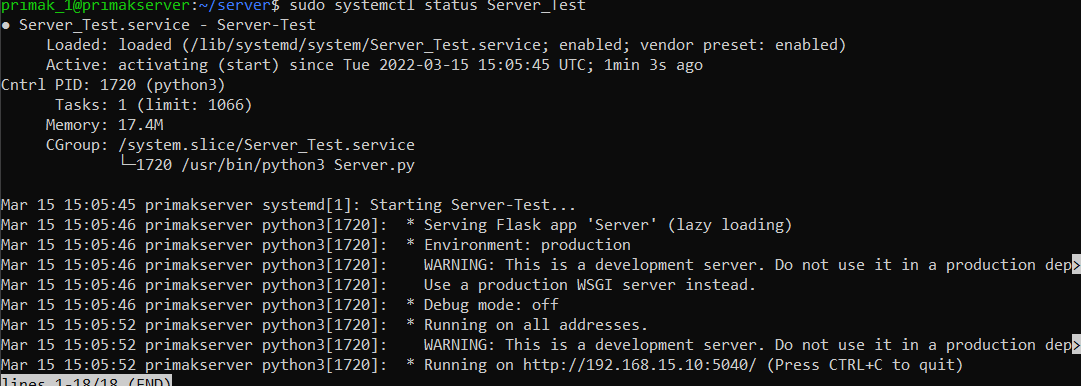 primak_1@primakserver:~/server$ sudo systemctl status Server_Test
● Server_Test.service - Server-Test
Loaded: loaded (/lib/systemd/system/Server_Test.service; enabled; vendor preset: enabled)
Active: activating (start) since Tue 2022-03-15 15:05:45 UTC; 1min 3s ago
Cntrl PID: 1720 (python3)
Tasks: 1 (limit: 1066)
Memory: 17.4M
CGroup: /system.slice/Server_Test.service
└─1720 /usr/bin/python3 Server.py
Mar 15 15:05:45 primakserver systemd[1]: Starting Server-Test...
Mar 15 15:05:46 primakserver python3[1720]:  * Serving Flask app 'Server' (lazy loading)
Mar 15 15:05:46 primakserver python3[1720]:  * Environment: production
Mar 15 15:05:46 primakserver python3[1720]:    WARNING: This is a development server. Do not use it in a production dep>
Mar 15 15:05:46 primakserver python3[1720]:    Use a production WSGI server instead.
Mar 15 15:05:46 primakserver python3[1720]:  * Debug mode: off
Mar 15 15:05:52 primakserver python3[1720]:  * Running on all addresses.
Mar 15 15:05:52 primakserver python3[1720]:    WARNING: This is a development server. Do not use it in a production dep>
Mar 15 15:05:52 primakserver python3[1720]:  * Running on http://192.168.15.10:5040/ (Press CTRL+C to quit)
lines 1-18/18 (END)